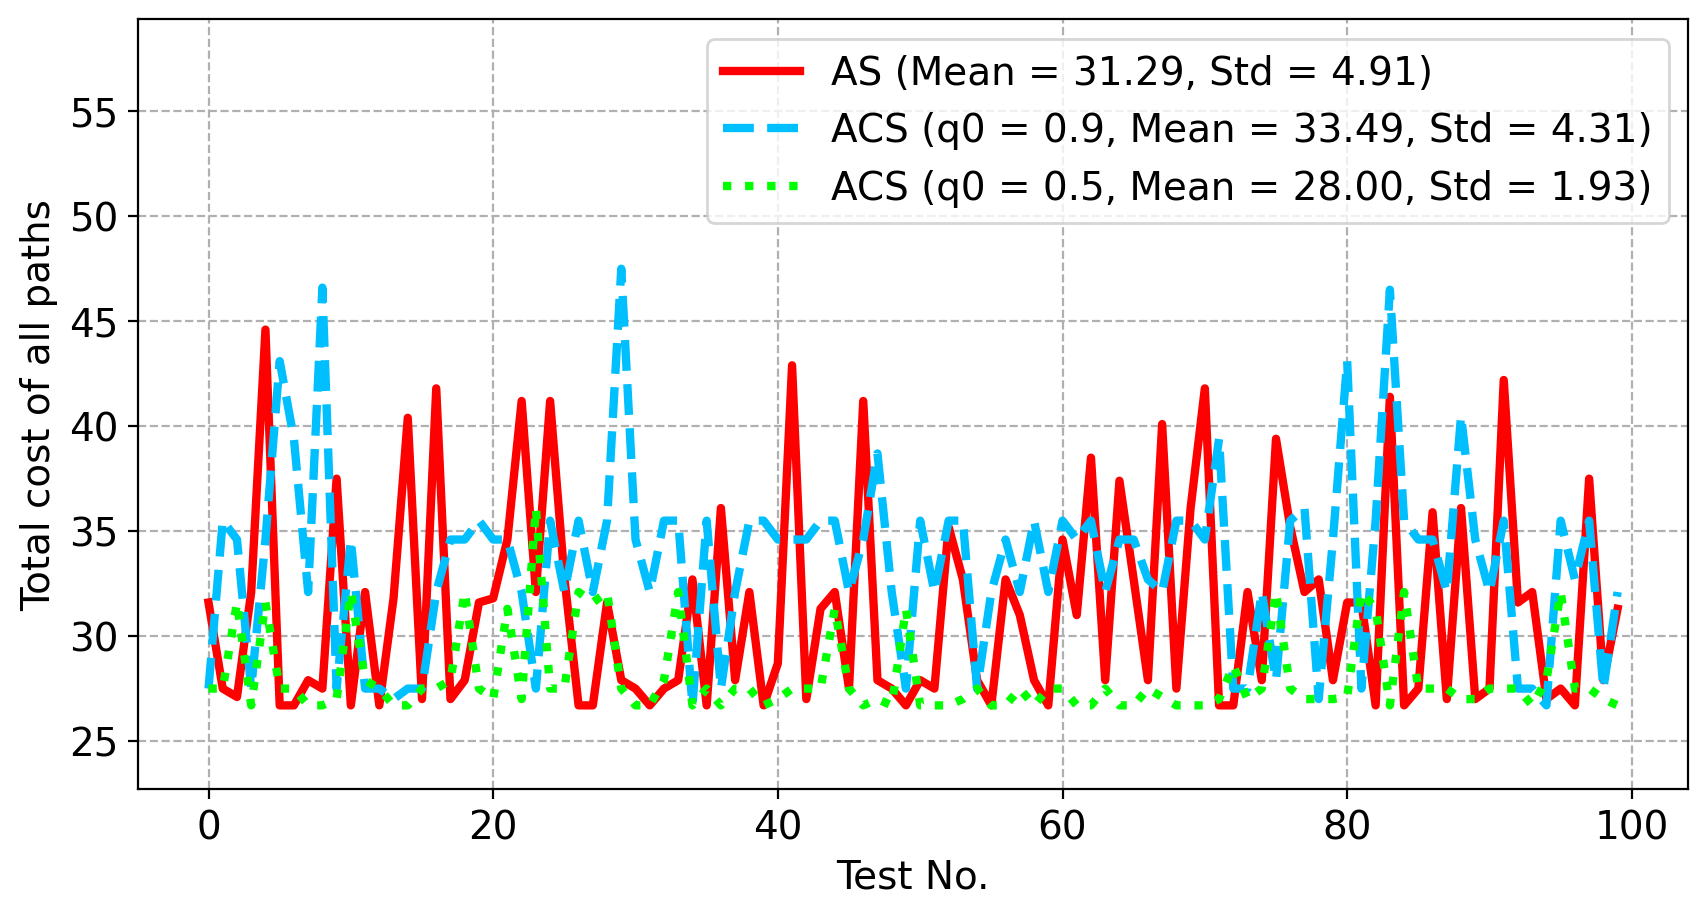 AS (Mean = 31.29, Std = 4.91)
ACS (q0 = 0.9, Mean = 33.49, Std = 4.31)
ACS (q0 = 0.5, Mean = 28.00, Std = 1.93)
Total cost of all paths
55
50
45
40
35
30
25
0 20 40 60 80 100
Test No.